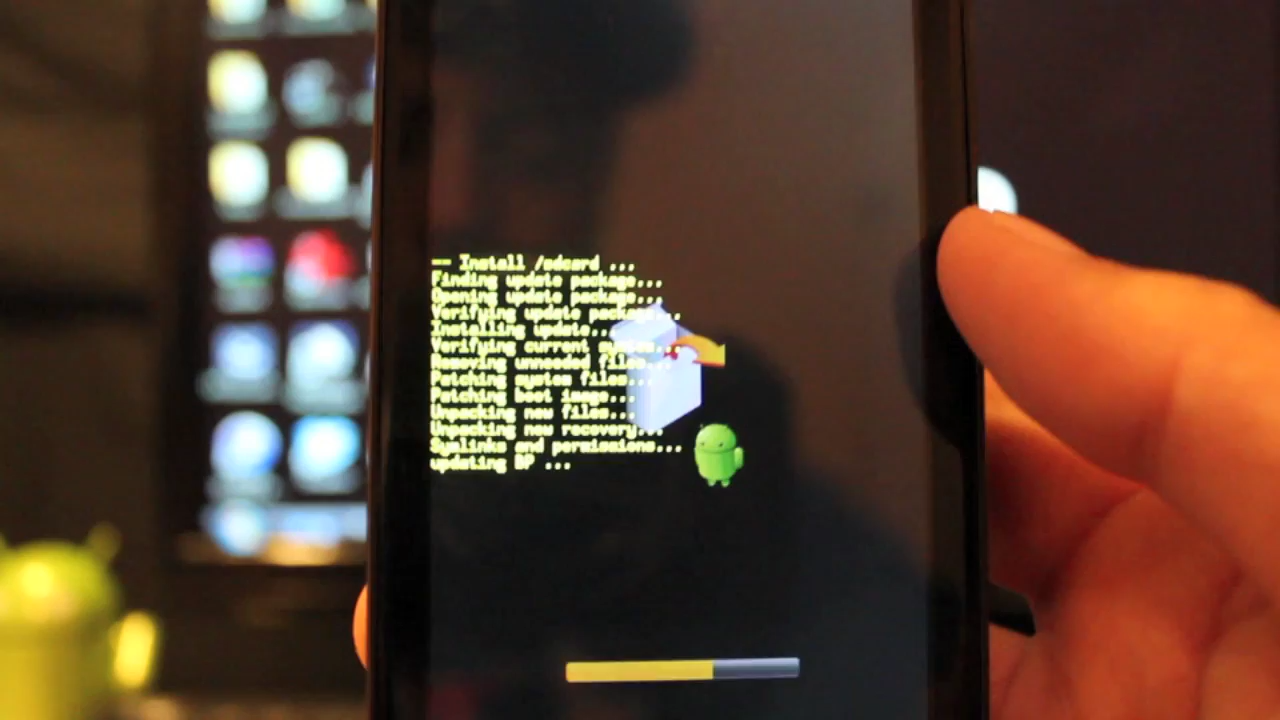 -- Install /sdcard ...
Finding update package...
Opening update package...
Verifying update package...
Installing update...
Verifying current system...
Removing unneeded files...
Patching system files...
Patching boot image...
Unpacking new files...
Unpacking new recovery...
Symlinks and permissions...
updating BP ...